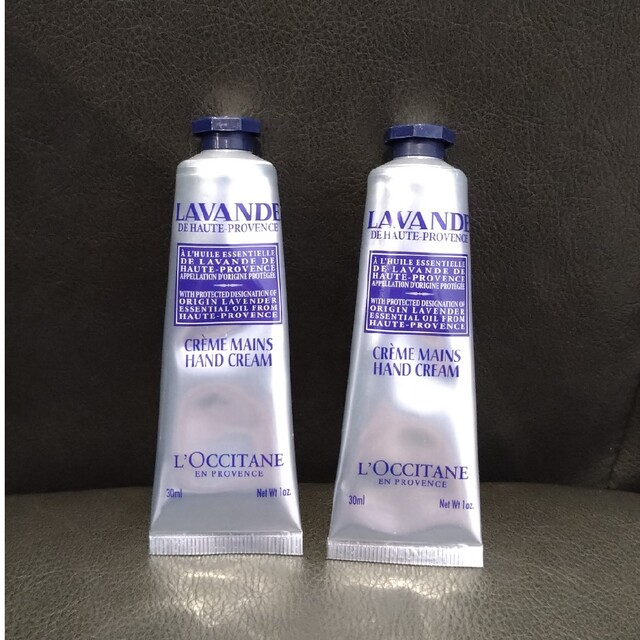 LAVANDE
DE HAUTE-PROVENCE
À L'HUILE ESSENTIELLE
DE LAVANDE DE
HAUTE-PROVENCE
APPELLATION D'ORIGINE PROTÉGÉE
WITH PROTECTED DESIGNATION OF
ORIGIN LAVENDER
ESSENTIAL OIL FROM
HAUTE-PROVENCE
CRÈME MAINS
HAND CREAM
L'OCCITANE
EN PROVENCE
30ml Net Wt 1 oz.
LAVANDE
DE HAUTE-PROVENCE
À L'HUILE ESSENTIELLE
DE LAVANDE DE
HAUTE-PROVENCE
APPELLATION D'ORIGINE PROTÉGÉE
WITH PROTECTED DESIGNATION OF
ORIGIN LAVENDER
ESSENTIAL OIL FROM
HAUTE-PROVENCE
CRÈME MAINS
HAND CREAM
L'OCCITANE
EN PROVENCE
30ml Net Wt 1 oz.